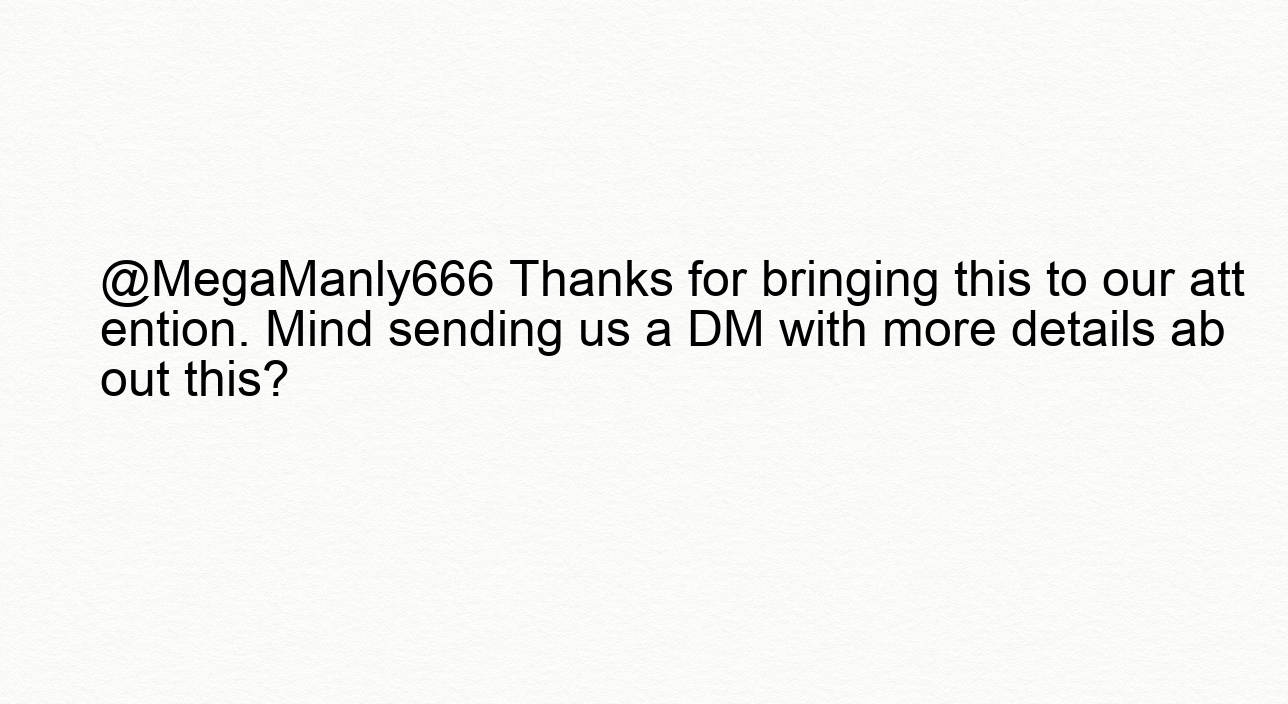 @MegaManly666 Thanks for bringing this to our att
ention. Mind sending us a DM with more details ab
out this?